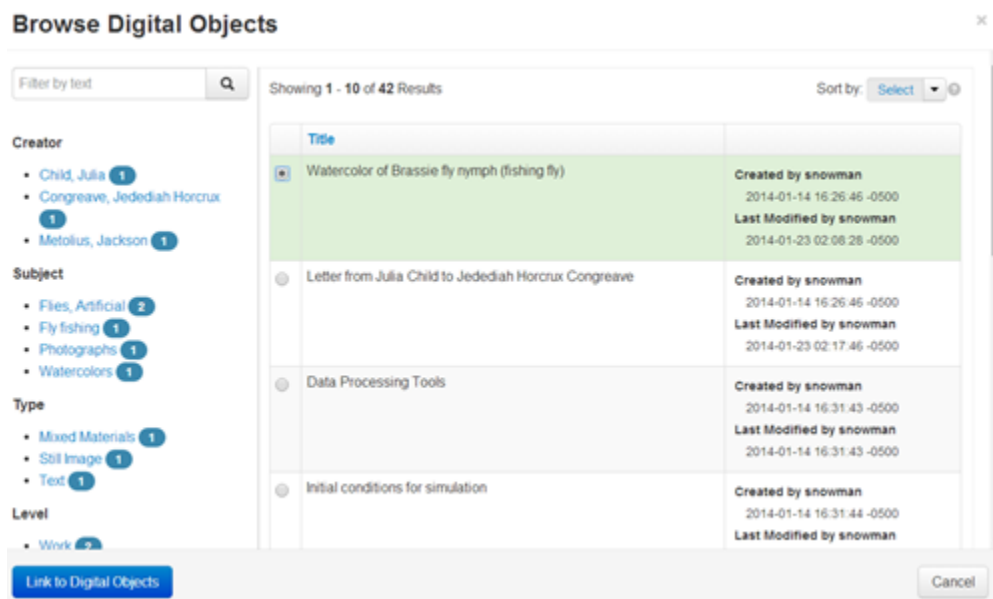 Browse Digital Objects
×
Filter by text
Showing 1 - 10 of 42 Results
Sort by: Select
Creator
Child, Julia 1
Congreave, Jedediah Horcrux
1
Metolius, Jackson 1
Subject
Flies, Artificial 2
Fly fishing 1
Photographs 1
Watercolors 1
Type
Mixed Materials 1
Still Image 1
Text 1
Level
Work 2
Title
Watercolor of Brassie fly nymph (fishing fly)
Created by snowman
2014-01-14 16:26:46 -0500
Last Modified by snowman
2014-01-23 02:08:28 -0500
Letter from Julia Child to Jedediah Horcrux Congreave
Created by snowman
2014-01-14 16:26:46 -0500
Last Modified by snowman
2014-01-23 02:17:46 -0500
Data Processing Tools
Created by snowman
2014-01-14 16:31:43 -0500
Last Modified by snowman
2014-01-14 16:31:43 -0500
Initial conditions for simulation
Created by snowman
2014-01-14 16:31:44 -0500
Last Modified by snowman
Link to Digital Objects
Cancel